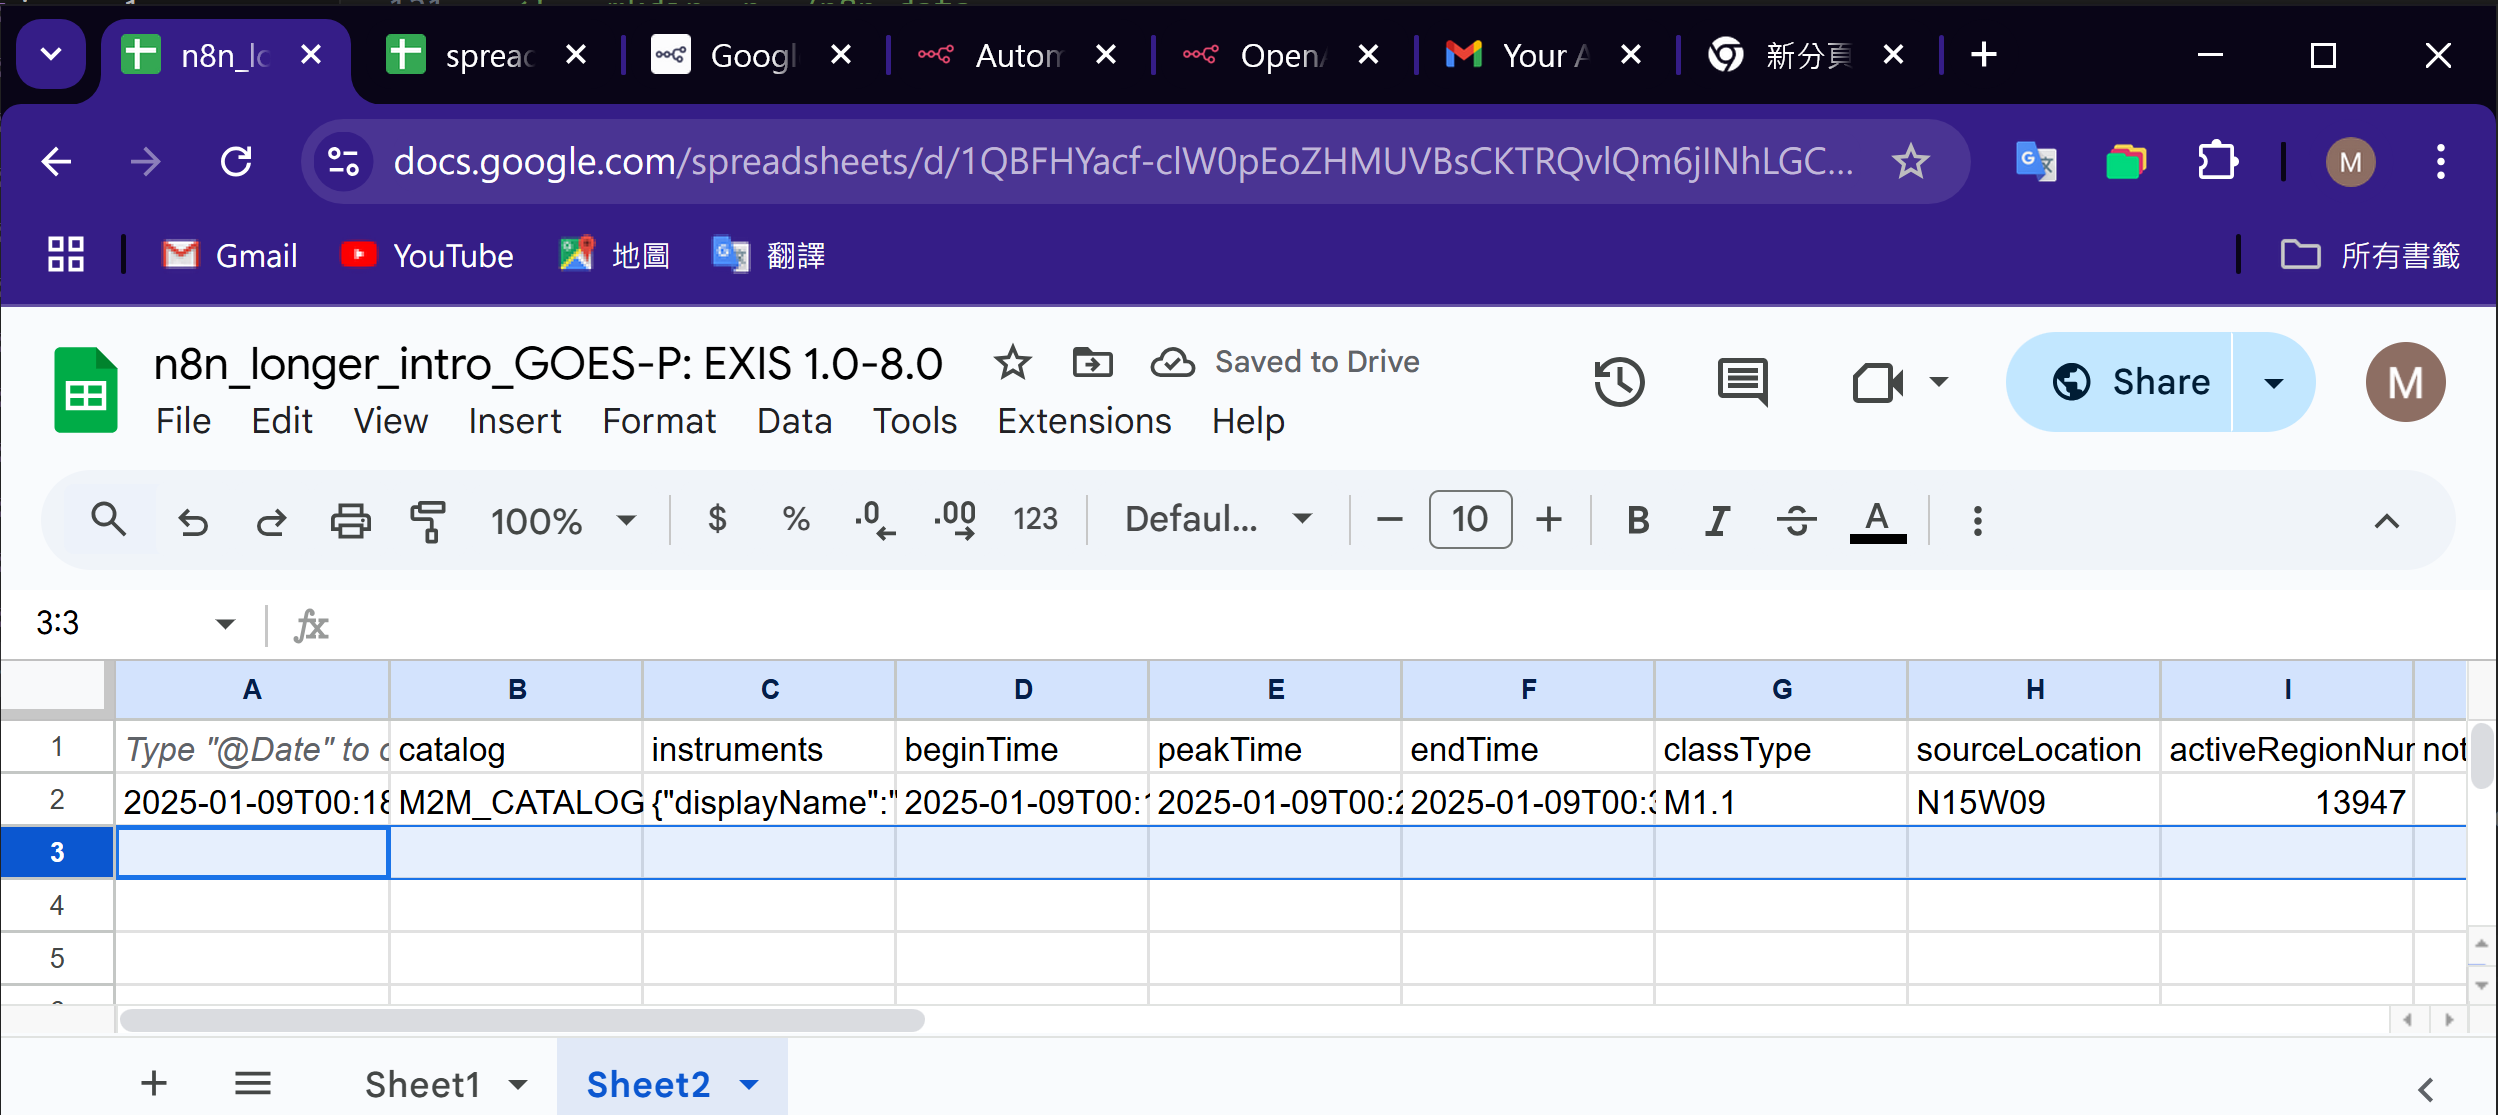 n8n_lo
spread
Googl
Autom
OpenA
Your A
新分頁
docs.google.com/spreadsheets/d/1QBFHYacf-clW0pEoZHMUVBsCKTRQvlQm6jINhLGC...
M
Gmail
YouTube
地圖
翻譯
所有書籤
n8n_longer_intro_GOES-P: EXIS 1.0-8.0
Saved to Drive
Share
M
File Edit View Insert Format Data Tools Extensions Help
100% $ % .0 .00 123 Defaul... 10 B I S A
3:3 fx
A B C D E F G H I
1 Type "@Date" to c catalog instruments beginTime peakTime endTime classType sourceLocation activeRegionNur not
2 2025-01-09T00:18 M2M_CATALOG {"displayName":" 2025-01-09T00:1 2025-01-09T00:2 2025-01-09T00:3 M1.1 N15W09 13947
3
4
5
Sheet1 Sheet2